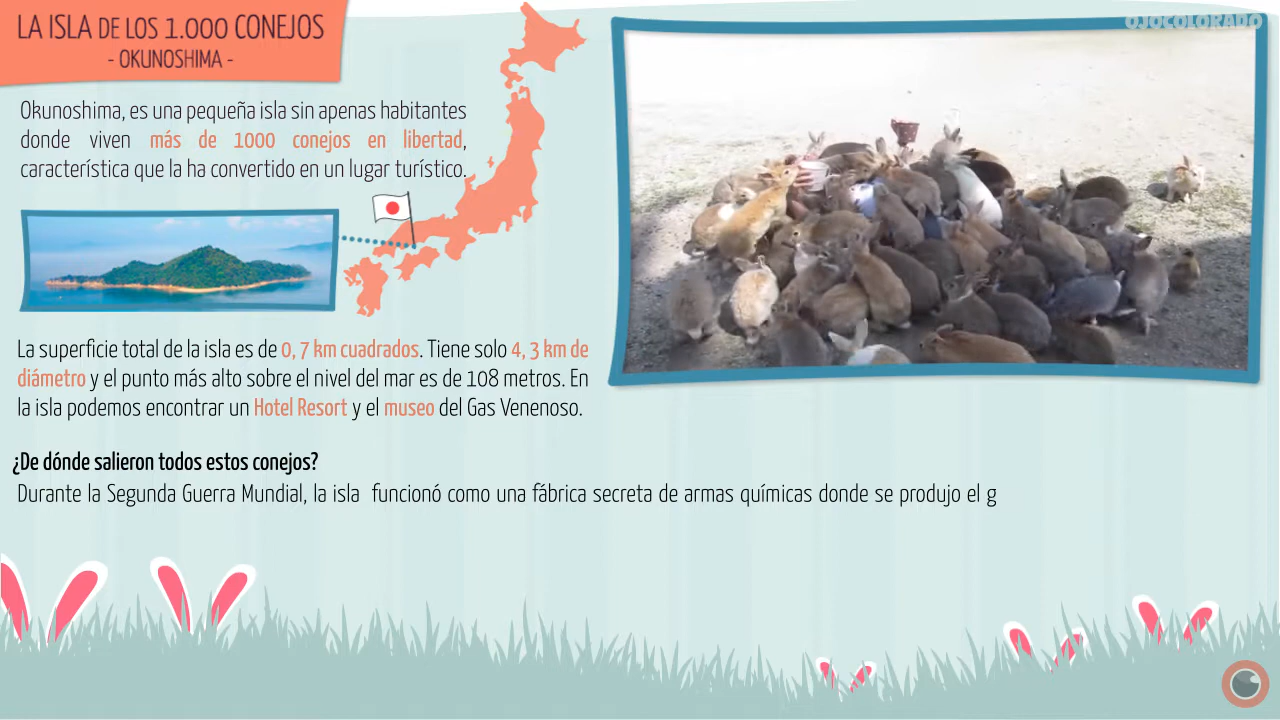 LA ISLA DE LOS 1.000 CONEJOS
- OKUNOSHIMA -
OJOCOLORADO
Okunoshima, es una pequeña isla sin apenas habitantes
donde viven más de 1000 conejos en libertad,
característica que la ha convertido en un lugar turístico.
La superficie total de la isla es de 0, 7 km cuadrados. Tiene solo 4, 3 km de
diámetro y el punto más alto sobre el nivel del mar es de 108 metros. En
la isla podemos encontrar un Hotel Resort y el museo del Gas Venenoso.
¿De dónde salieron todos estos conejos?
Durante la Segunda Guerra Mundial, la isla funcionó como una fábrica secreta de armas químicas donde se produjo el g